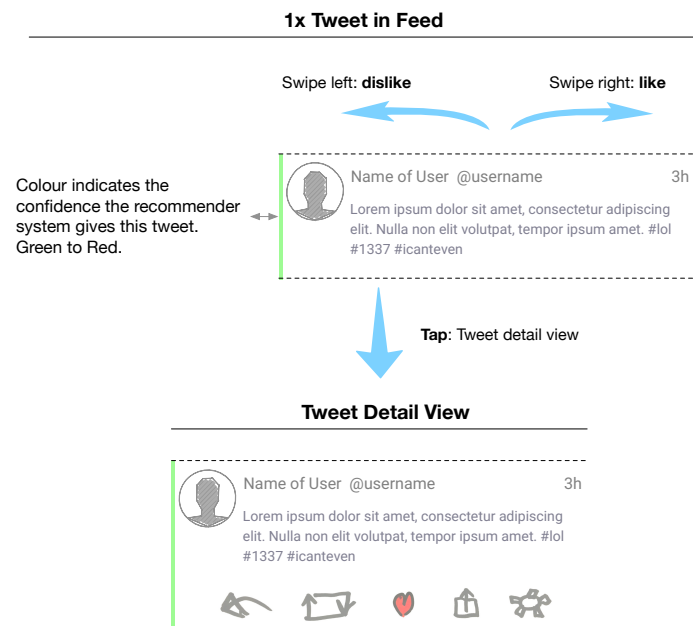 1x Tweet in Feed
Swipe left: dislike
Swipe right: like
Colour indicates the
confidence the recommender
system gives this tweet.
Green to Red.
Name of User @username 3h
Lorem ipsum dolor sit amet, consectetur adipiscing
elit. Nulla non elit volutpat, tempor ipsum amet. #lol
#1337 #icanteven
Tap: Tweet detail view
Tweet Detail View
Name of User @username 3h
Lorem ipsum dolor sit amet, consectetur adipiscing
elit. Nulla non elit volutpat, tempor ipsum amet. #lol
#1337 #icanteven